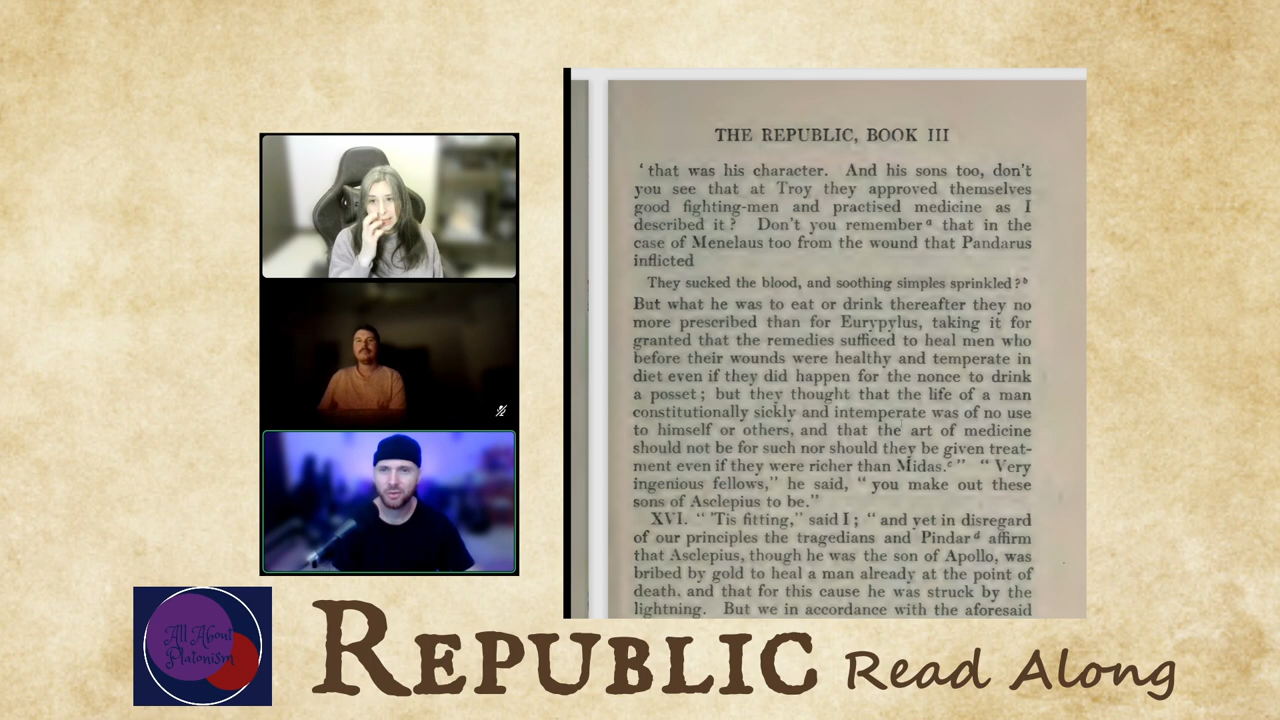 THE REPUBLIC, BOOK III
‘ that was his character. And his sons too, don’t
you see that at Troy they approved themselves
good fighting-men and practised medicine as I
described it ? Don’t you remember ᵃ that in the
case of Menelaus too from the wound that Pandarus
inflicted
They sucked the blood, and soothing simples sprinkled ? ᵇ
But what he was to eat or drink thereafter they no
more prescribed than for Eurypylus, taking it for
granted that the remedies sufficed to heal men who
before their wounds were healthy and temperate in
diet even if they did happen for the nonce to drink
a posset ; but they thought that the life of a man
constitutionally sickly and intemperate was of no use
to himself or others, and that the art of medicine
should not be for such nor should they be given treat-
ment even if they were richer than Midas.ᶜ ” “ Very
ingenious fellows,” he said, “ you make out these
sons of Asclepius to be.”
XVI. “ ’Tis fitting,” said I ; “ and yet in disregard
of our principles the tragedians and Pindar ᵈ affirm
that Asclepius, though he was the son of Apollo, was
bribed by gold to heal a man already at the point of
death, and that for this cause he was struck by the
lightning. But we in accordance with the aforesaid
All About
Platonism
REPUBLIC Read Along